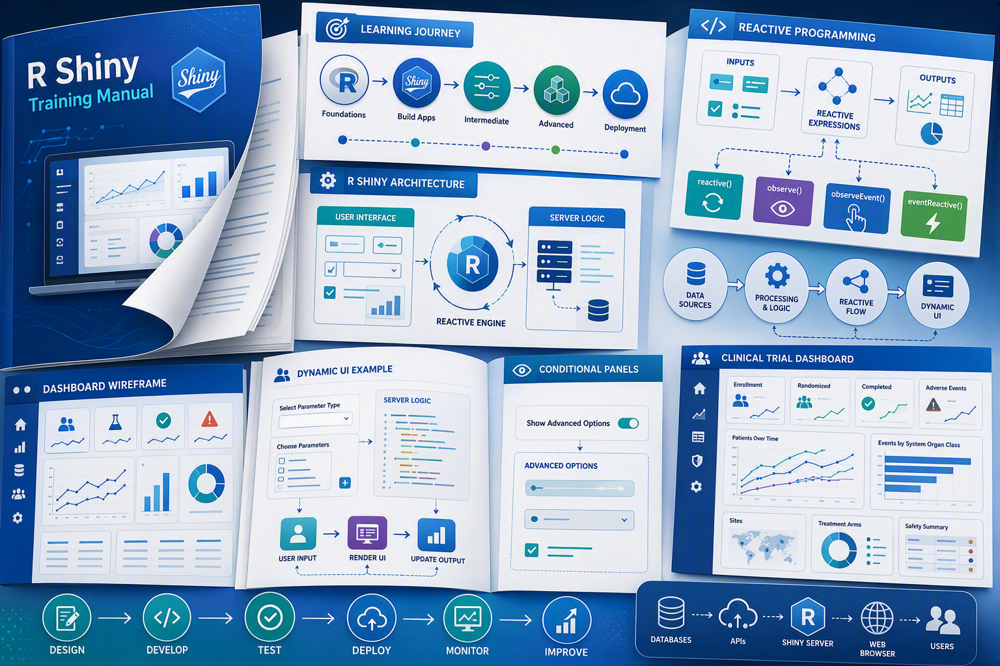 R Shiny
Training Manual
Shiny
LEARNING JOURNEY
R
Shiny
Foundations
Build Apps
Intermediate
Advanced
Deployment
REACTIVE PROGRAMMING
INPUTS
REACTIVE
EXPRESSIONS
OUTPUTS
reactive()
observe()
observeEvent()
eventReactive()
R SHINY ARCHITECTURE
USER INTERFACE
R
REACTIVE ENGINE
SERVER LOGIC
DATA
SOURCES
PROCESSING
& LOGIC
REACTIVE
FLOW
DYNAMIC
UI
DASHBOARD WIREFRAME
DYNAMIC UI EXAMPLE
Select Parameter Type
Choose Parameters
SERVER LOGIC
USER INPUT
RENDER UI
UPDATE OUTPUT
CONDITIONAL PANELS
Show Advanced Options
ADVANCED OPTIONS
CLINICAL TRIAL DASHBOARD
Enrollment
Randomized
Completed
Adverse Events
Patients Over Time
Events by System Organ Class
Sites
Treatment Arms
Safety Summary
DESIGN
DEVELOP
TEST
DEPLOY
MONITOR
IMPROVE
DATABASES
APIs
R
SHINY SERVER
WEB
BROWSER
USERS